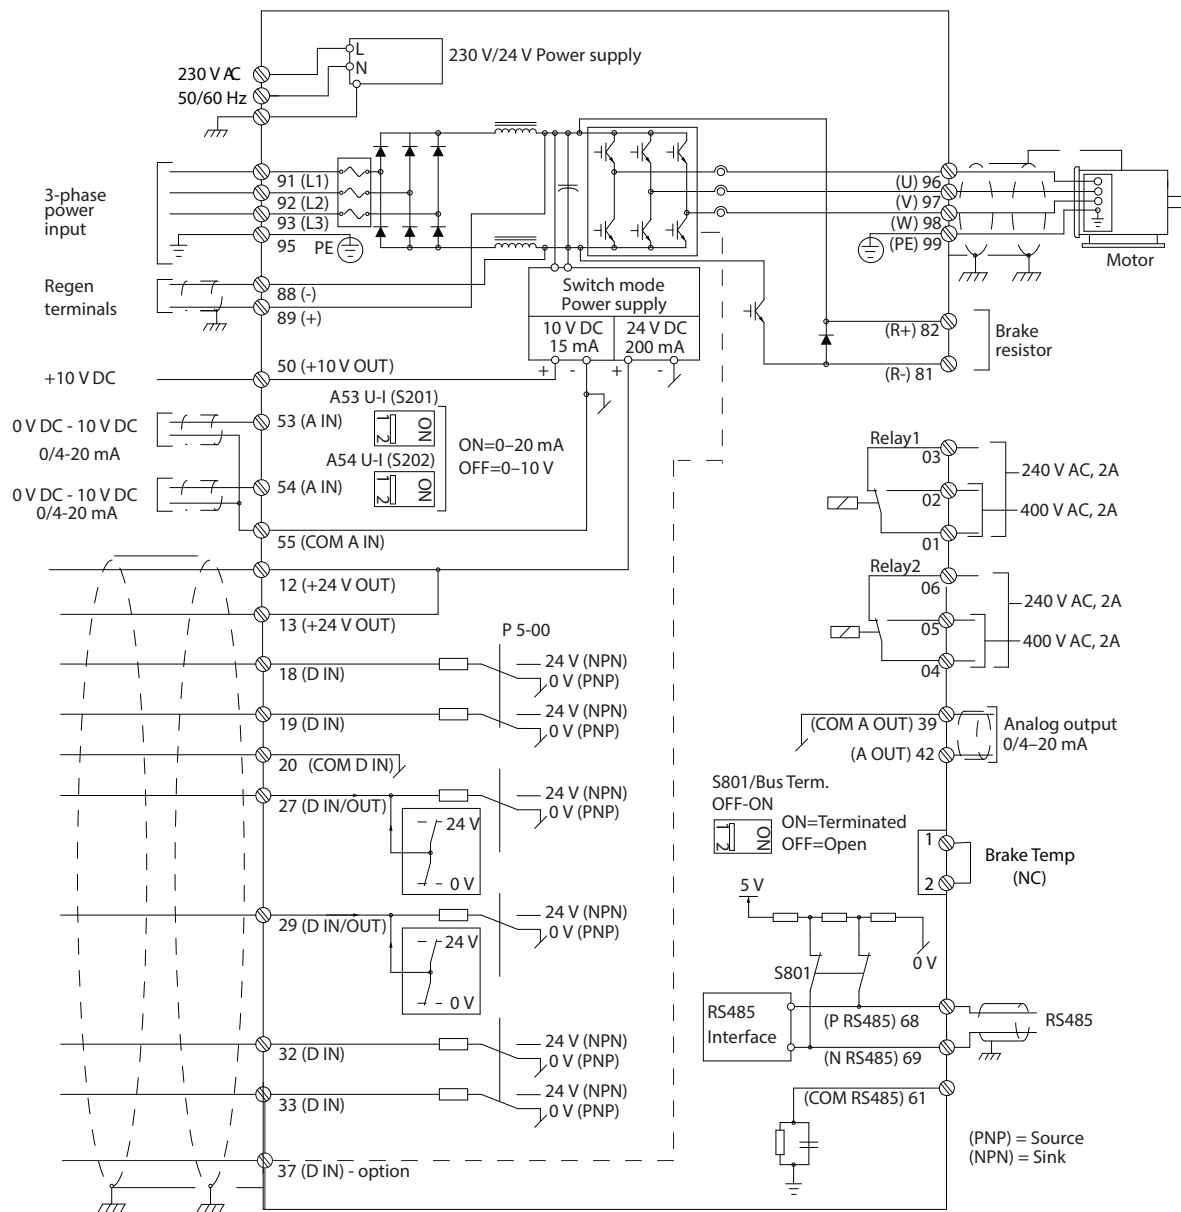 L
N
230 V/24 V Power supply
230 V AC
50/60 Hz
3-phase
power
input
91 (L1)
92 (L2)
93 (L3)
95
PE
(U) 96
(V) 97
(W) 98
(PE) 99
Motor
Regen
terminals
88 (-)
89 (+)
Switch mode
Power supply
10 V DC
15 mA
24 V DC
200 mA
+ - + -
(R+) 82
(R-) 81
Brake
resistor
+10 V DC
50 (+10 V OUT)
A53 U-I (S201)
1 2 ON
A54 U-I (S202)
1 2 ON
ON=0–20 mA
OFF=0–10 V
0 V DC - 10 V DC
0/4-20 mA
53 (A IN)
0 V DC - 10 V DC
0/4-20 mA
54 (A IN)
55 (COM A IN)
Relay1
03
02
01
240 V AC, 2A
400 V AC, 2A
Relay2
06
05
04
240 V AC, 2A
400 V AC, 2A
12 (+24 V OUT)
13 (+24 V OUT)
P 5-00
18 (D IN)
24 V (NPN)
0 V (PNP)
19 (D IN)
24 V (NPN)
0 V (PNP)
20 (COM D IN)
27 (D IN/OUT)
24 V (NPN)
0 V (PNP)
24 V
0 V
29 (D IN/OUT)
24 V (NPN)
0 V (PNP)
24 V
0 V
32 (D IN)
24 V (NPN)
0 V (PNP)
33 (D IN)
24 V (NPN)
0 V (PNP)
37 (D IN) - option
(COM A OUT) 39
(A OUT) 42
Analog output
0/4–20 mA
S801/Bus Term.
OFF-ON
1 2 ON
ON=Terminated
OFF=Open
1
2
Brake Temp
(NC)
5 V
0 V
S801
RS485
Interface
(P RS485) 68
(N RS485) 69
RS485
(COM RS485) 61
(PNP) = Source
(NPN) = Sink